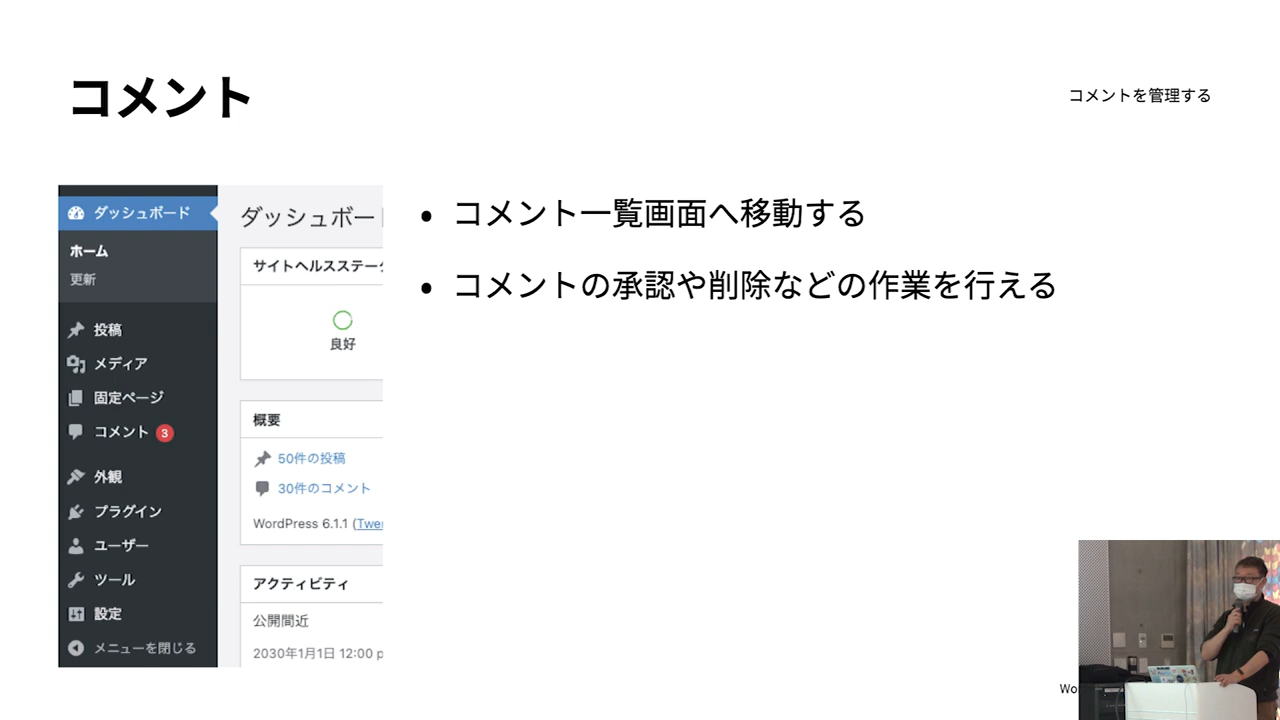 コメント
コメントを管理する
ダッシュボード
ホーム
更新
投稿
メディア
固定ページ
コメント 3
外観
プラグイン
ユーザー
ツール
設定
メニューを閉じる
ダッシュボー
サイトヘルスステー
良好
概要
50件の投稿
30件のコメント
WordPress 6.1.1 (Twe
アクティビティ
公開間近
2030年1月1日 12:00 p
• コメント一覧画面へ移動する
• コメントの承認や削除などの作業を行える
Wo